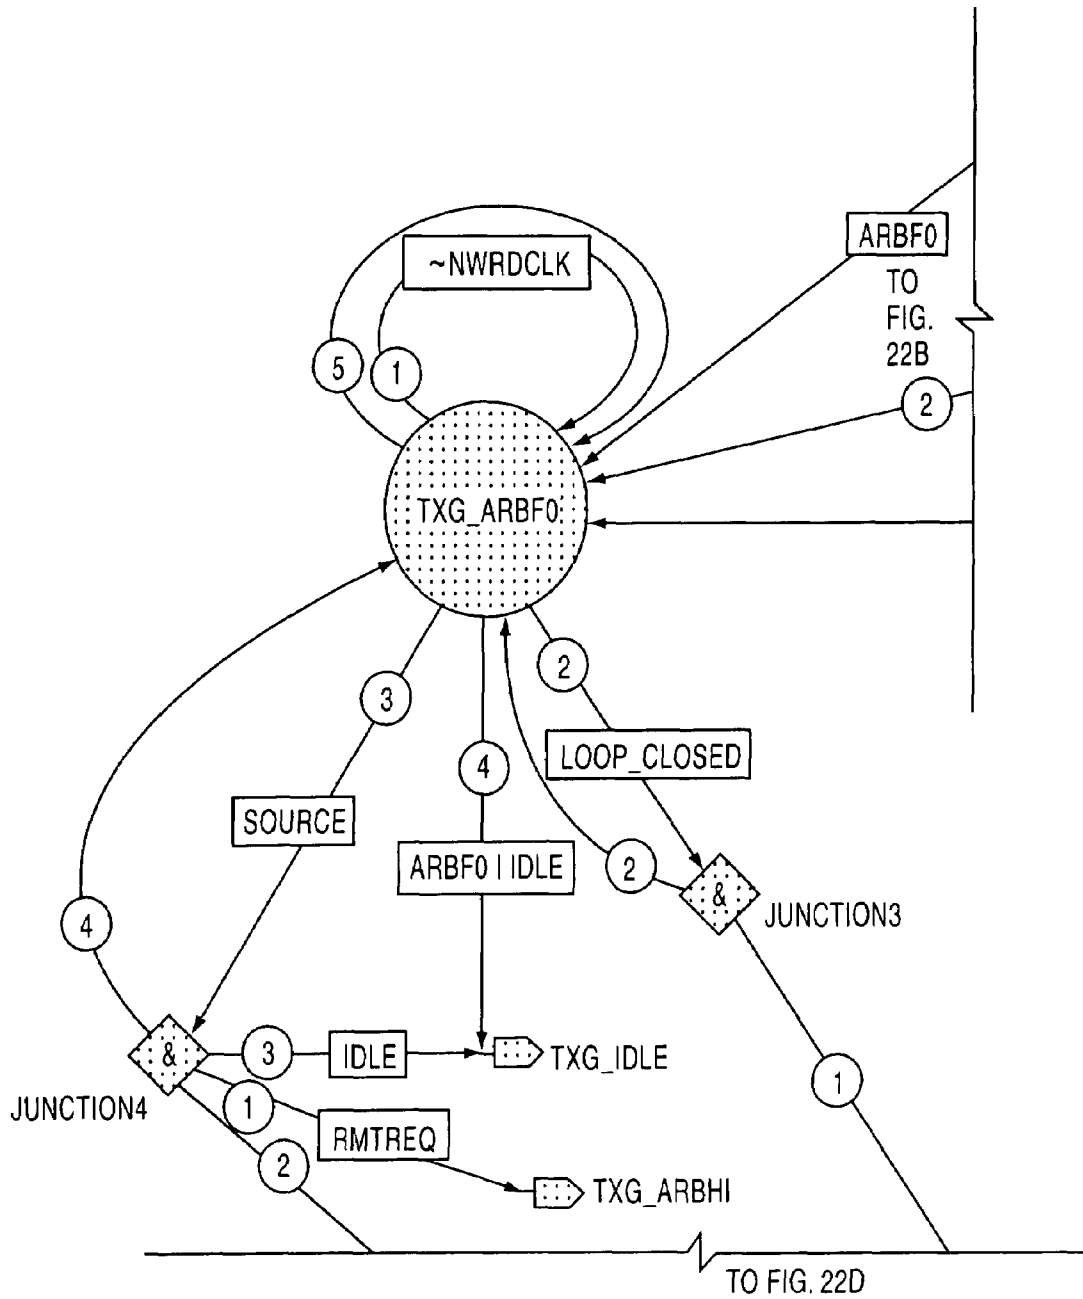 ARBF0
~NWRDCLK
TO
FIG.
22B
5
1
2
TXG_ARBF0
2
3
LOOP_CLOSED
4
SOURCE
ARBF0 | IDLE
2
&
JUNCTION3
4
&
3
IDLE
TXG_IDLE
1
JUNCTION4
1
RMTREQ
2
TXG_ARBHI
TO FIG. 22D